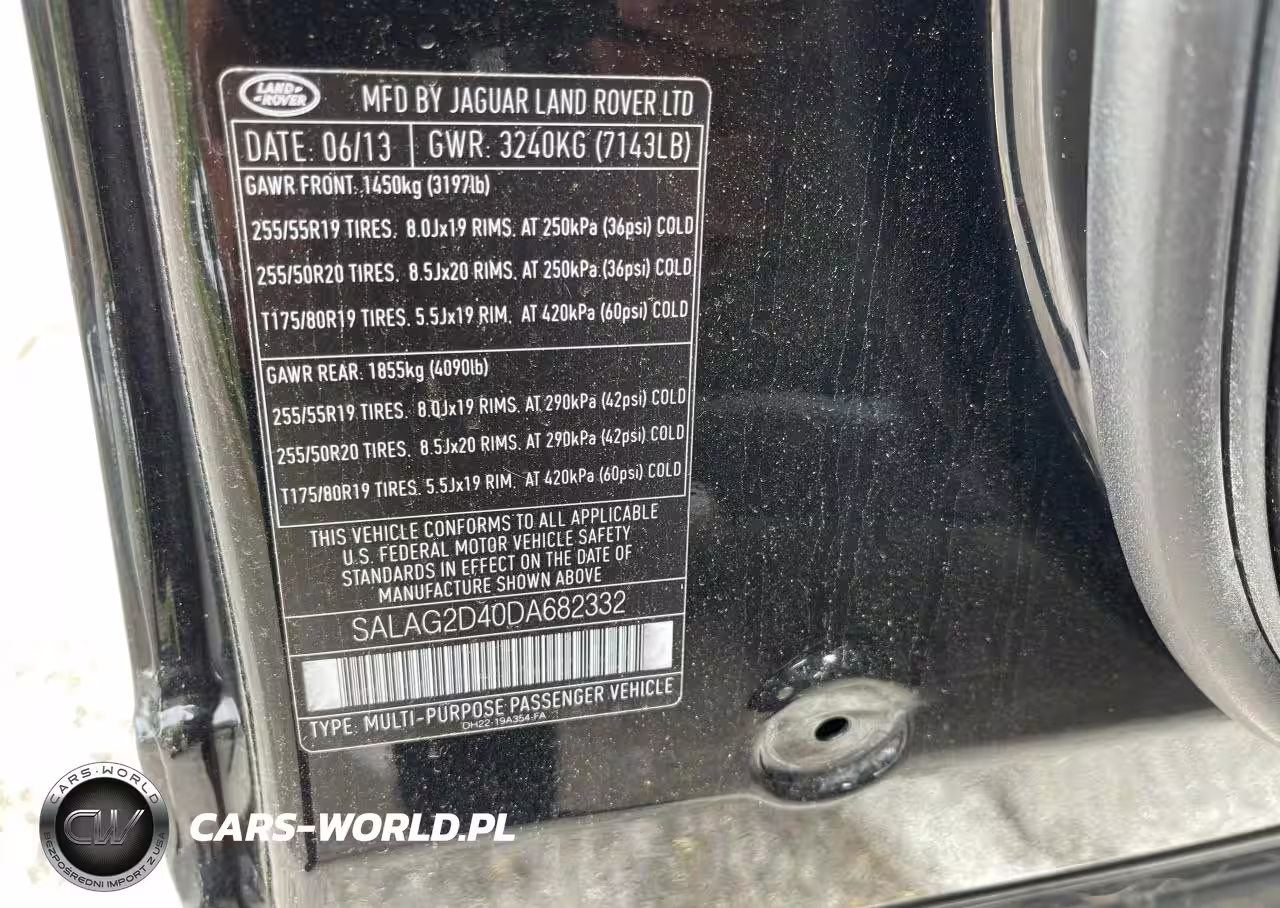 LAND ROVER
MFD BY JAGUAR LAND ROVER LTD
DATE: 06/13 GWR: 3240KG (7143LB)
GAWR FRONT: 1450kg (3197lb)
255/55R19 TIRES. 8.0Jx19 RIMS. AT 250kPa (36psi) COLD
255/50R20 TIRES. 8.5Jx20 RIMS. AT 250kPa (36psi) COLD
T175/80R19 TIRES. 5.5Jx19 RIM. AT 420kPa (60psi) COLD
GAWR REAR: 1855kg (4090lb)
255/55R19 TIRES. 8.0Jx19 RIMS. AT 290kPa (42psi) COLD
255/50R20 TIRES. 8.5Jx20 RIMS. AT 290kPa (42psi) COLD
T175/80R19 TIRES. 5.5Jx19 RIM. AT 420kPa (60psi) COLD
THIS VEHICLE CONFORMS TO ALL APPLICABLE
U.S. FEDERAL MOTOR VEHICLE SAFETY
STANDARDS IN EFFECT ON THE DATE OF
MANUFACTURE SHOWN ABOVE
SALAG2D40DA682332
TYPE: MULTI-PURPOSE PASSENGER VEHICLE
DH22-19A354-FA
CARS-WORLD
CW
BEZPOŚREDNI IMPORT Z USA
CARS-WORLD.PL